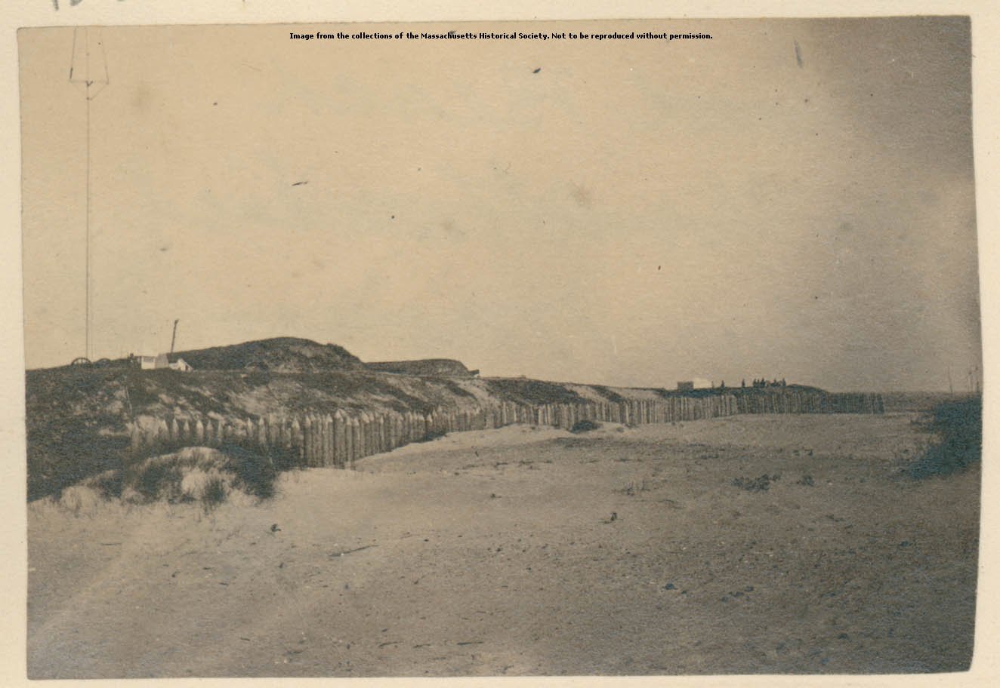 Image from the collections of the Massachusetts Historical Society. Not to be reproduced without permission.